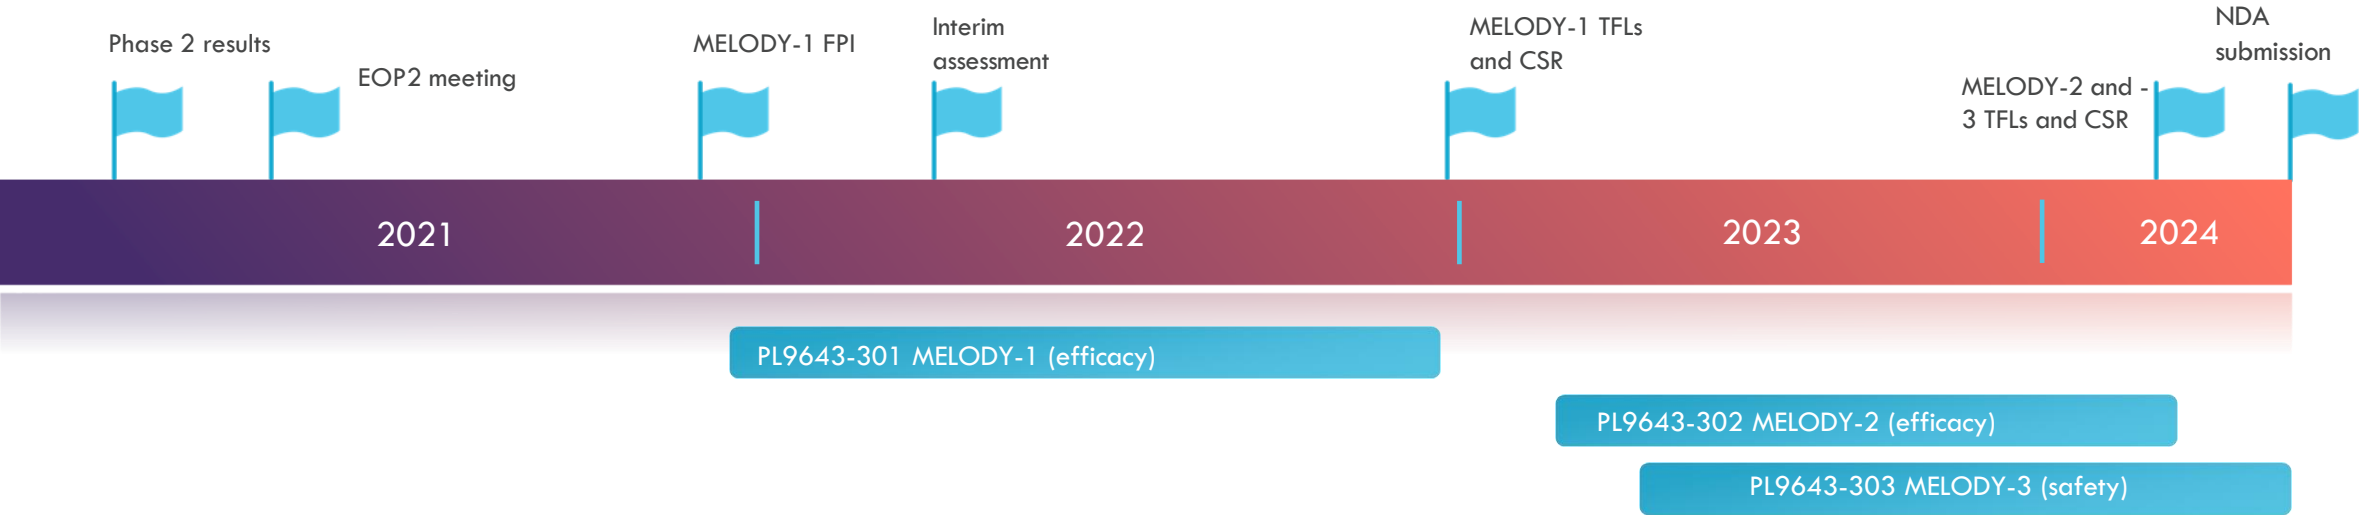 Phase 2 results
EOP2 meeting
MELODY-1 FPI
Interim
assessment
MELODY-1 TFLs
and CSR
MELODY-2 and -
3 TFLs and CSR
NDA
submission
2021
2022
2023
2024
PL9643-301 MELODY-1 (efficacy)
PL9643-302 MELODY-2 (efficacy)
PL9643-303 MELODY-3 (safety)